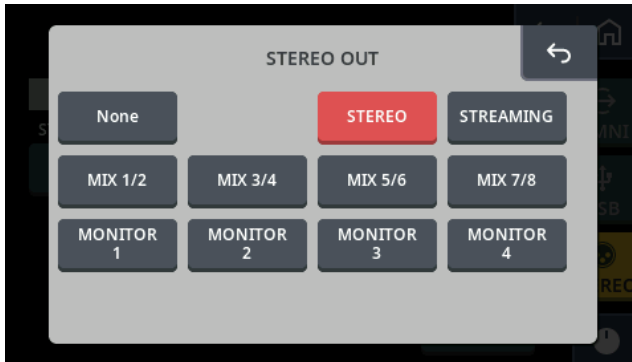 STEREO OUT
None STEREO STREAMING
MIX 1/2 MIX 3/4 MIX 5/6 MIX 7/8
MONITOR MONITOR MONITOR MONITOR
1 2 3 4